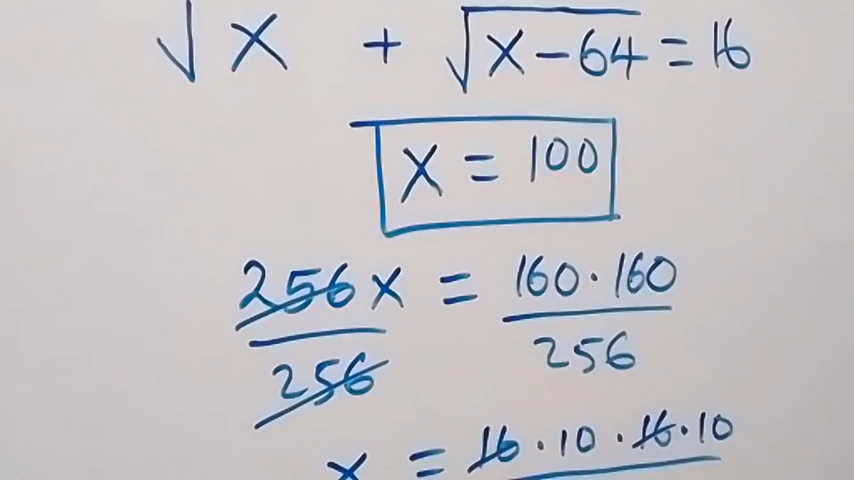 √x + √x-64 = 16
x = 100
256x = 160·160
256 256
x = 16·10·16·10